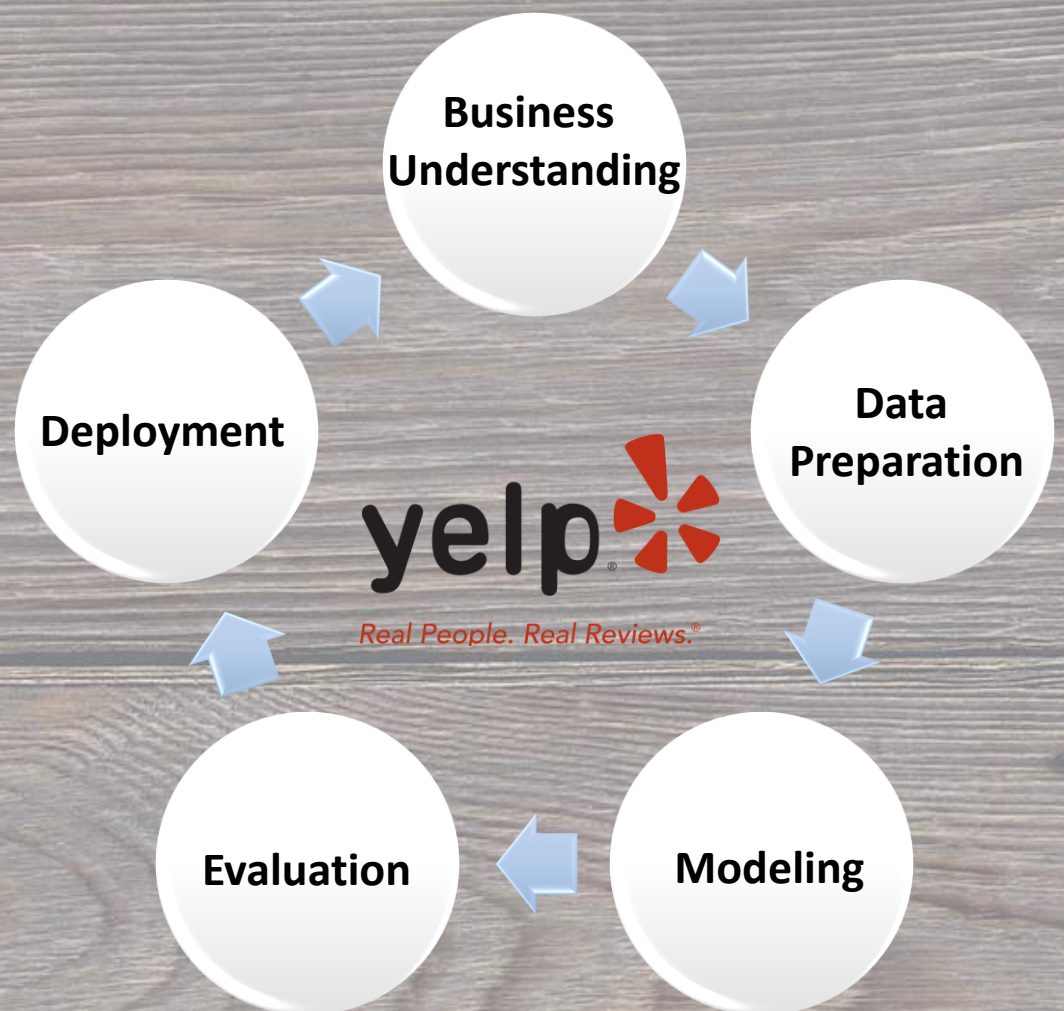 Business
Understanding
Deployment
Data
Preparation
yelp®
Real People. Real Reviews.®
Evaluation
Modeling